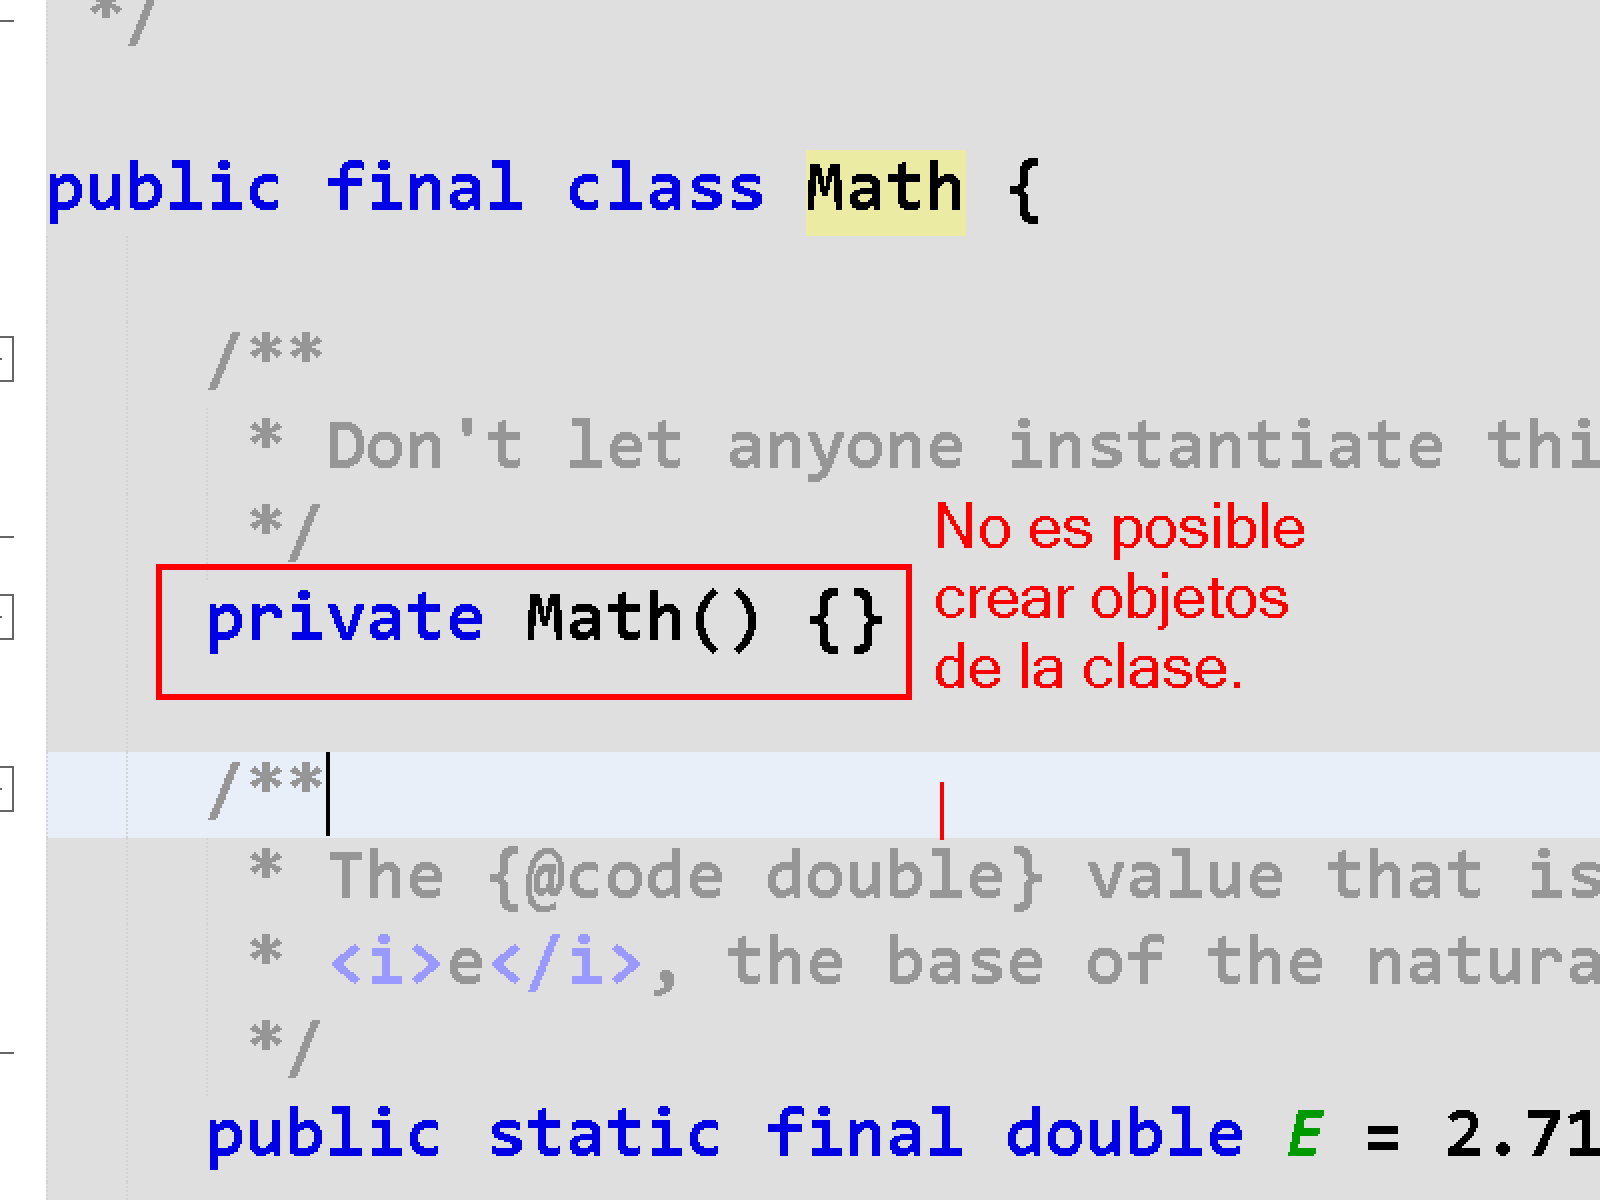 */
public final class Math {
/**
* Don't let anyone instantiate thi
*/
No es posible
crear objetos
de la clase.
private Math() {}
/**
* The {@code double} value that is
* <i>e</i>, the base of the natura
*/
public static final double E = 2.71